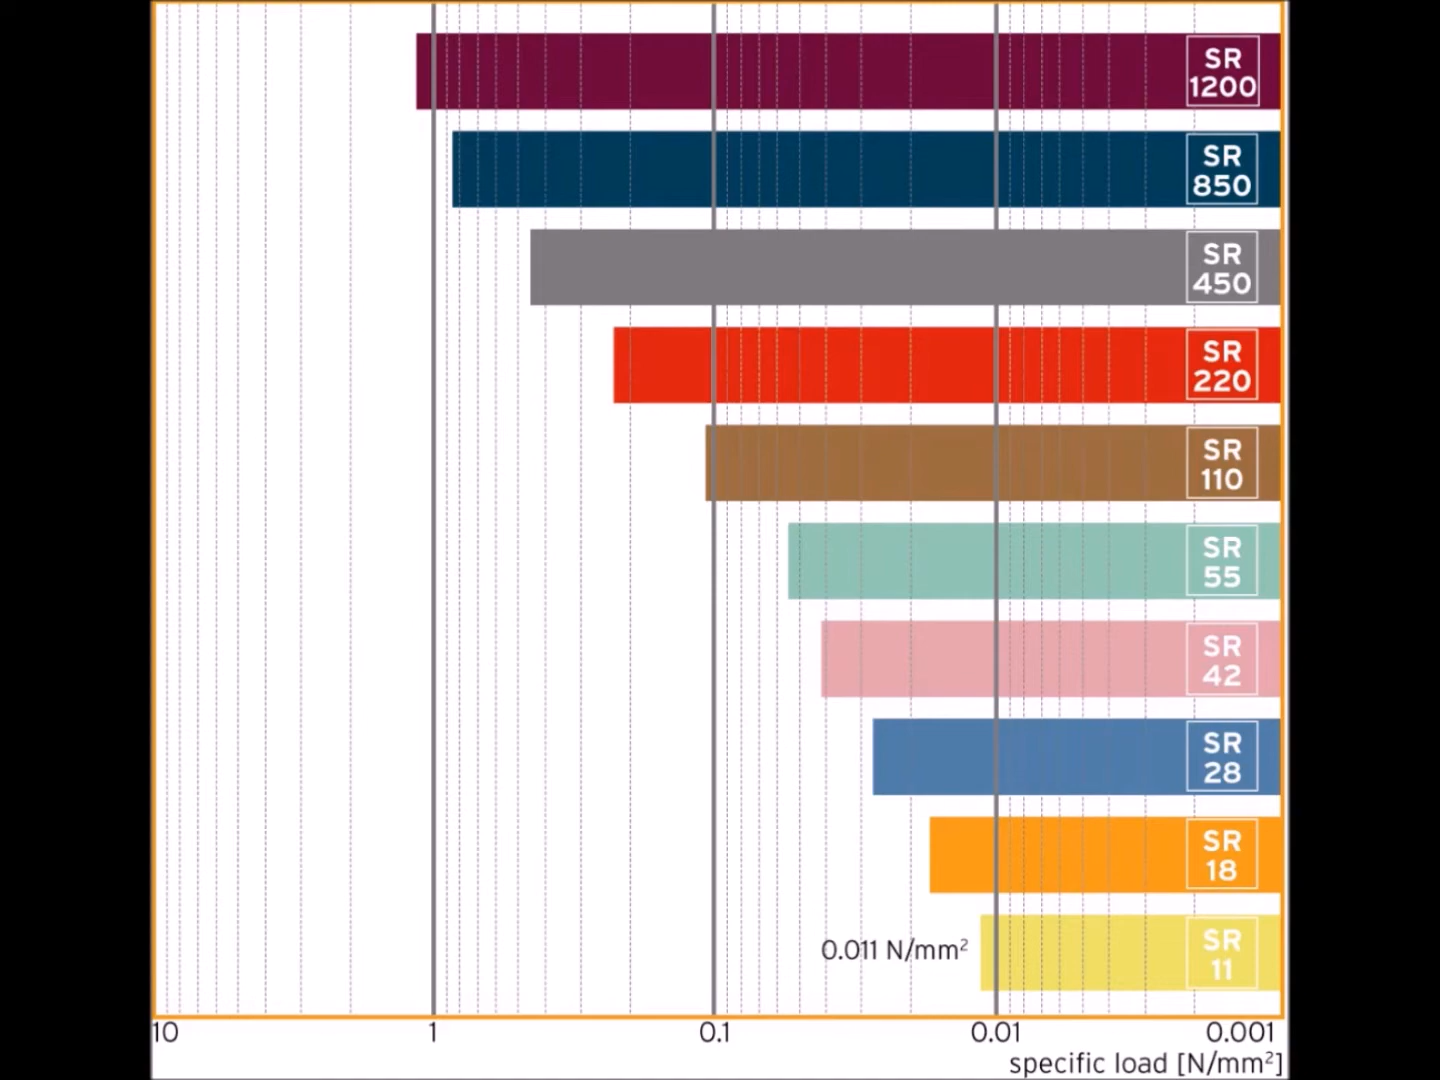 SR
1200
SR
850
SR
450
SR
220
SR
110
SR
55
SR
42
SR
28
SR
18
0.011 N/mm²
SR
11
10 1 0.1 0.01 0.001
specific load [N/mm²]